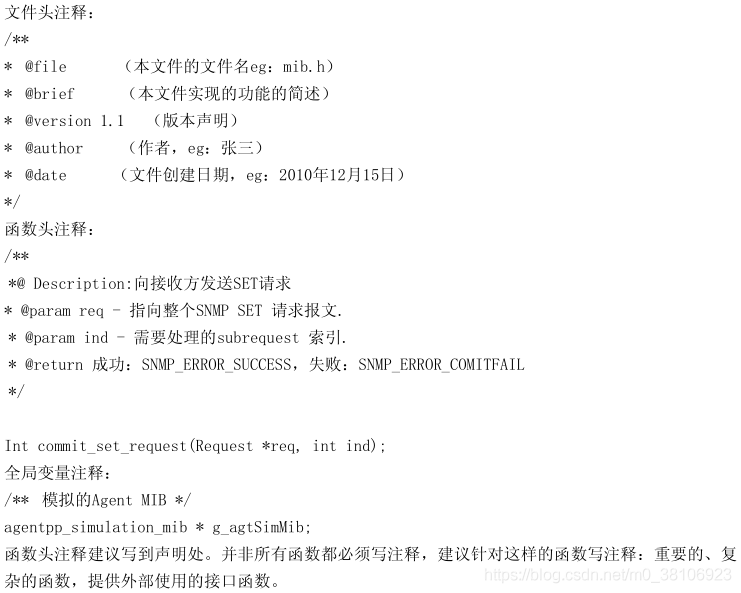 文件头注释：
/**
* @file （本文件的文件名eg：mib.h）
* @brief （本文件实现的功能的简述）
* @version 1.1 （版本声明）
* @author （作者，eg：张三）
* @date （文件创建日期，eg：2010年12月15日）
*/
函数头注释：
/**
*@ Description:向接收方发送SET请求
* @param req - 指向整个SNMP SET 请求报文.
* @param ind - 需要处理的subrequest 索引.
* @return 成功：SNMP_ERROR_SUCCESS，失败：SNMP_ERROR_COMITFAIL
*/
Int commit_set_request(Request *req, int ind);
全局变量注释：
/** 模拟的Agent MIB */
agentpp_simulation_mib * g_agtSimMib;
函数头注释建议写到声明处。并非所有函数都必须写注释，建议针对这样的函数写注释：重要的、复
杂的函数，提供外部使用的接口函数。
https://blog.csdn.net/m0_38106923